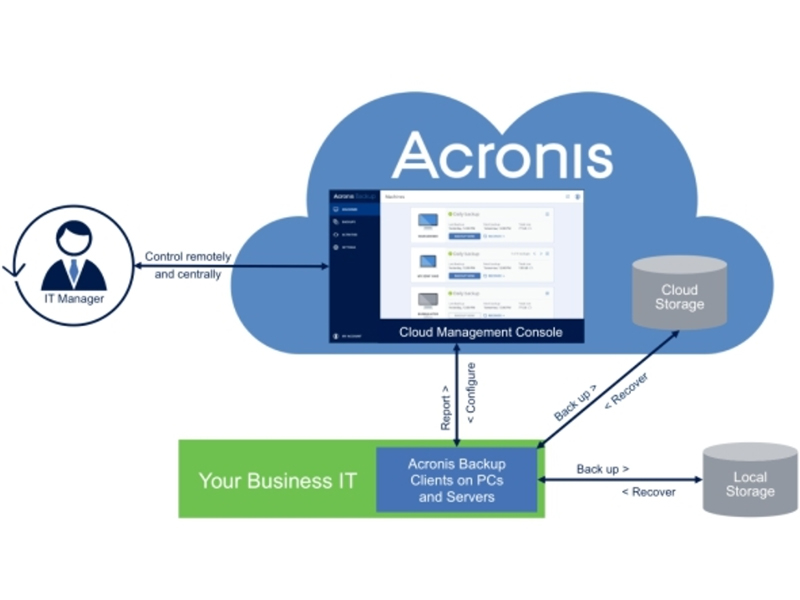 Acronis
Acronis Backup
Machines
Daily backup
Daily backup
Daily backup
Cloud Management Console
Control remotely
and centrally
IT Manager
Cloud
Storage
Report >
< Configure
Back up >
< Recover
Your Business IT
Acronis Backup
Clients on PCs
and Servers
Back up >
< Recover
Local
Storage